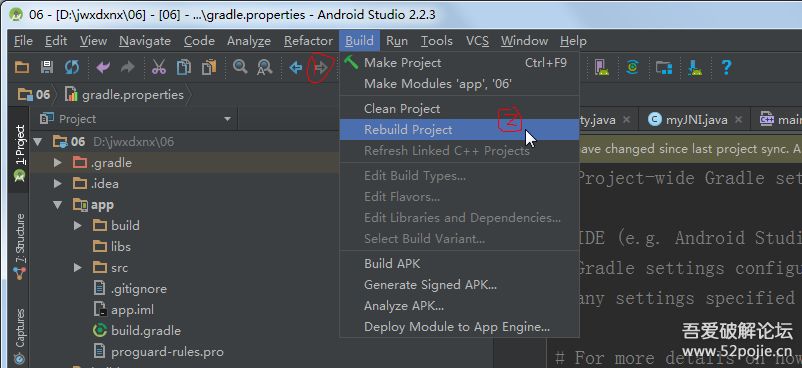 06 - [D:\jwxdxnx\06] - [06] - ...\gradle.properties - Android Studio 2.2.3
File Edit View Navigate Code Analyze Refactor Build Run Tools VCS Window Help
06 gradle.properties
Project
1: Project
7: Structure
Captures
06 D:\jwxdxnx\06
.gradle
.idea
app
build
libs
src
.gitignore
app.iml
build.gradle
proguard-rules.pro
Make Project Ctrl+F9
Make Modules 'app', '06'
Clean Project
Rebuild Project
2
Refresh Linked C++ Projects
Edit Build Types...
Edit Flavors...
Edit Libraries and Dependencies...
Select Build Variant...
Build APK
Generate Signed APK...
Analyze APK...
Deploy Module to App Engine...
ty.java myJNI.java mai
ave changed since last project sync. A
Project-wide Gradle set
IDE (e.g. Android Studi
Gradle settings configu
any settings specified
# For more details on how
吾爱破解论坛
www.52pojie.cn